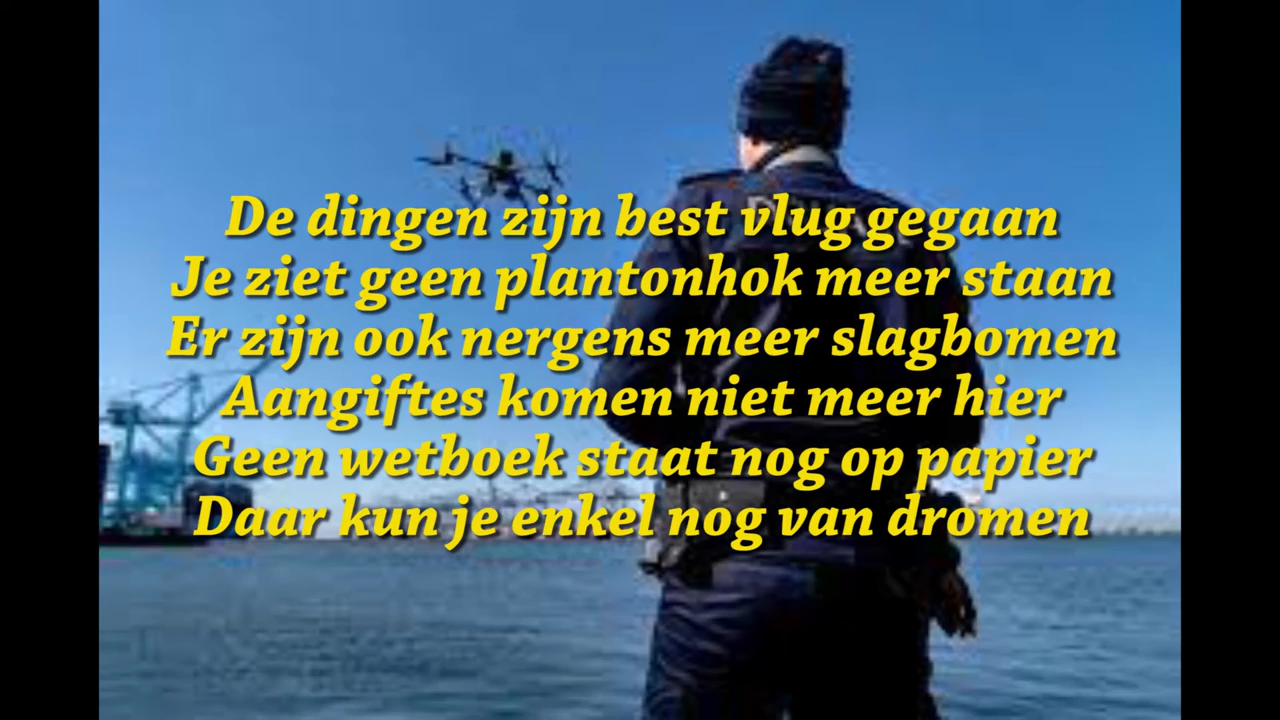 De dingen zijn best vlug gegaan
Je ziet geen plantonhok meer staan
Er zijn ook nergens meer slagbomen
Aangiftes komen niet meer hier
Geen wetboek staat nog op papier
Daar kun je enkel nog van dromen